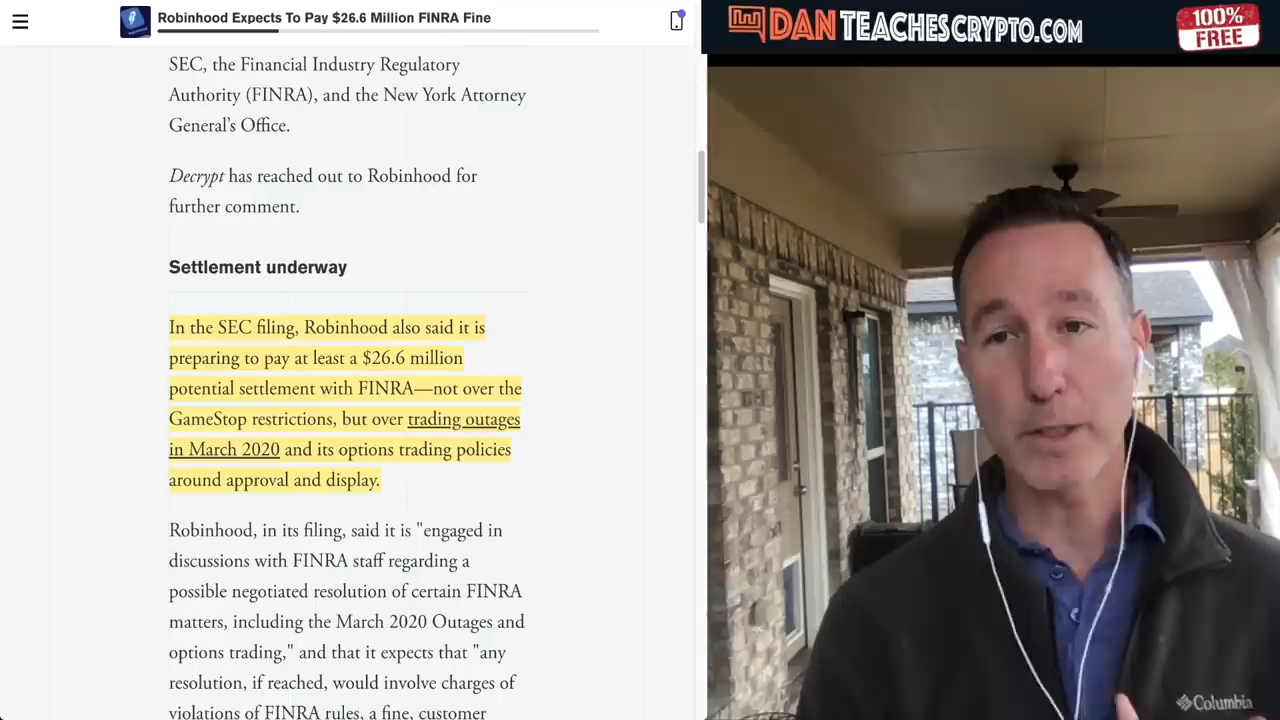 Robinhood Expects To Pay $26.6 Million FINRA Fine
SEC, the Financial Industry Regulatory
Authority (FINRA), and the New York Attorney
General’s Office.
Decrypt has reached out to Robinhood for
further comment.
Settlement underway
In the SEC filing, Robinhood also said it is
preparing to pay at least a $26.6 million
potential settlement with FINRA—not over the
GameStop restrictions, but over trading outages
in March 2020 and its options trading policies
around approval and display.
Robinhood, in its filing, said it is "engaged in
discussions with FINRA staff regarding a
possible negotiated resolution of certain FINRA
matters, including the March 2020 Outages and
options trading," and that it expects that "any
resolution, if reached, would involve charges of
violations of FINRA rules, a fine, customer
DAN TEACHESCRYPTO.COM
100%
FREE
Columbia